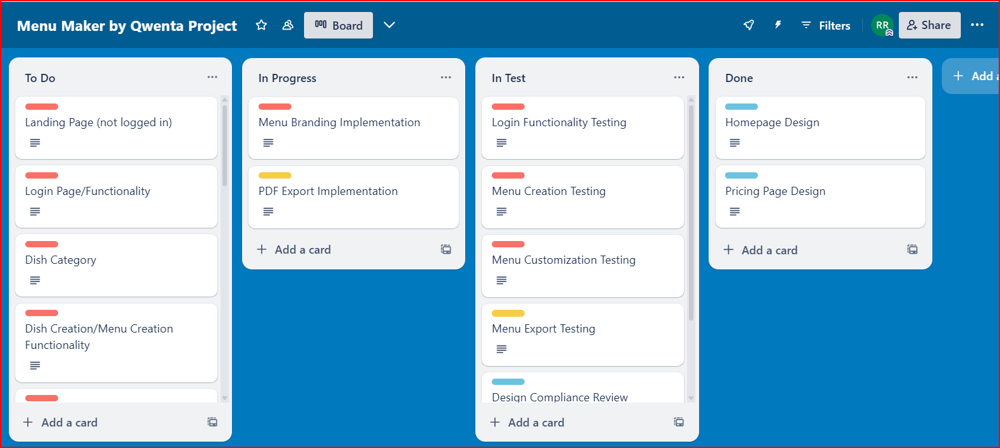 Menu Maker by Qwenta Project
Board
Filters
RR
Share
To Do
Landing Page (not logged in)
Login Page/Functionality
Dish Category
Dish Creation/Menu Creation
Functionality
Add a card
In Progress
Menu Branding Implementation
PDF Export Implementation
Add a card
In Test
Login Functionality Testing
Menu Creation Testing
Menu Customization Testing
Menu Export Testing
Design Compliance Review
Add a card
Done
Homepage Design
Pricing Page Design
Add a card
Add a